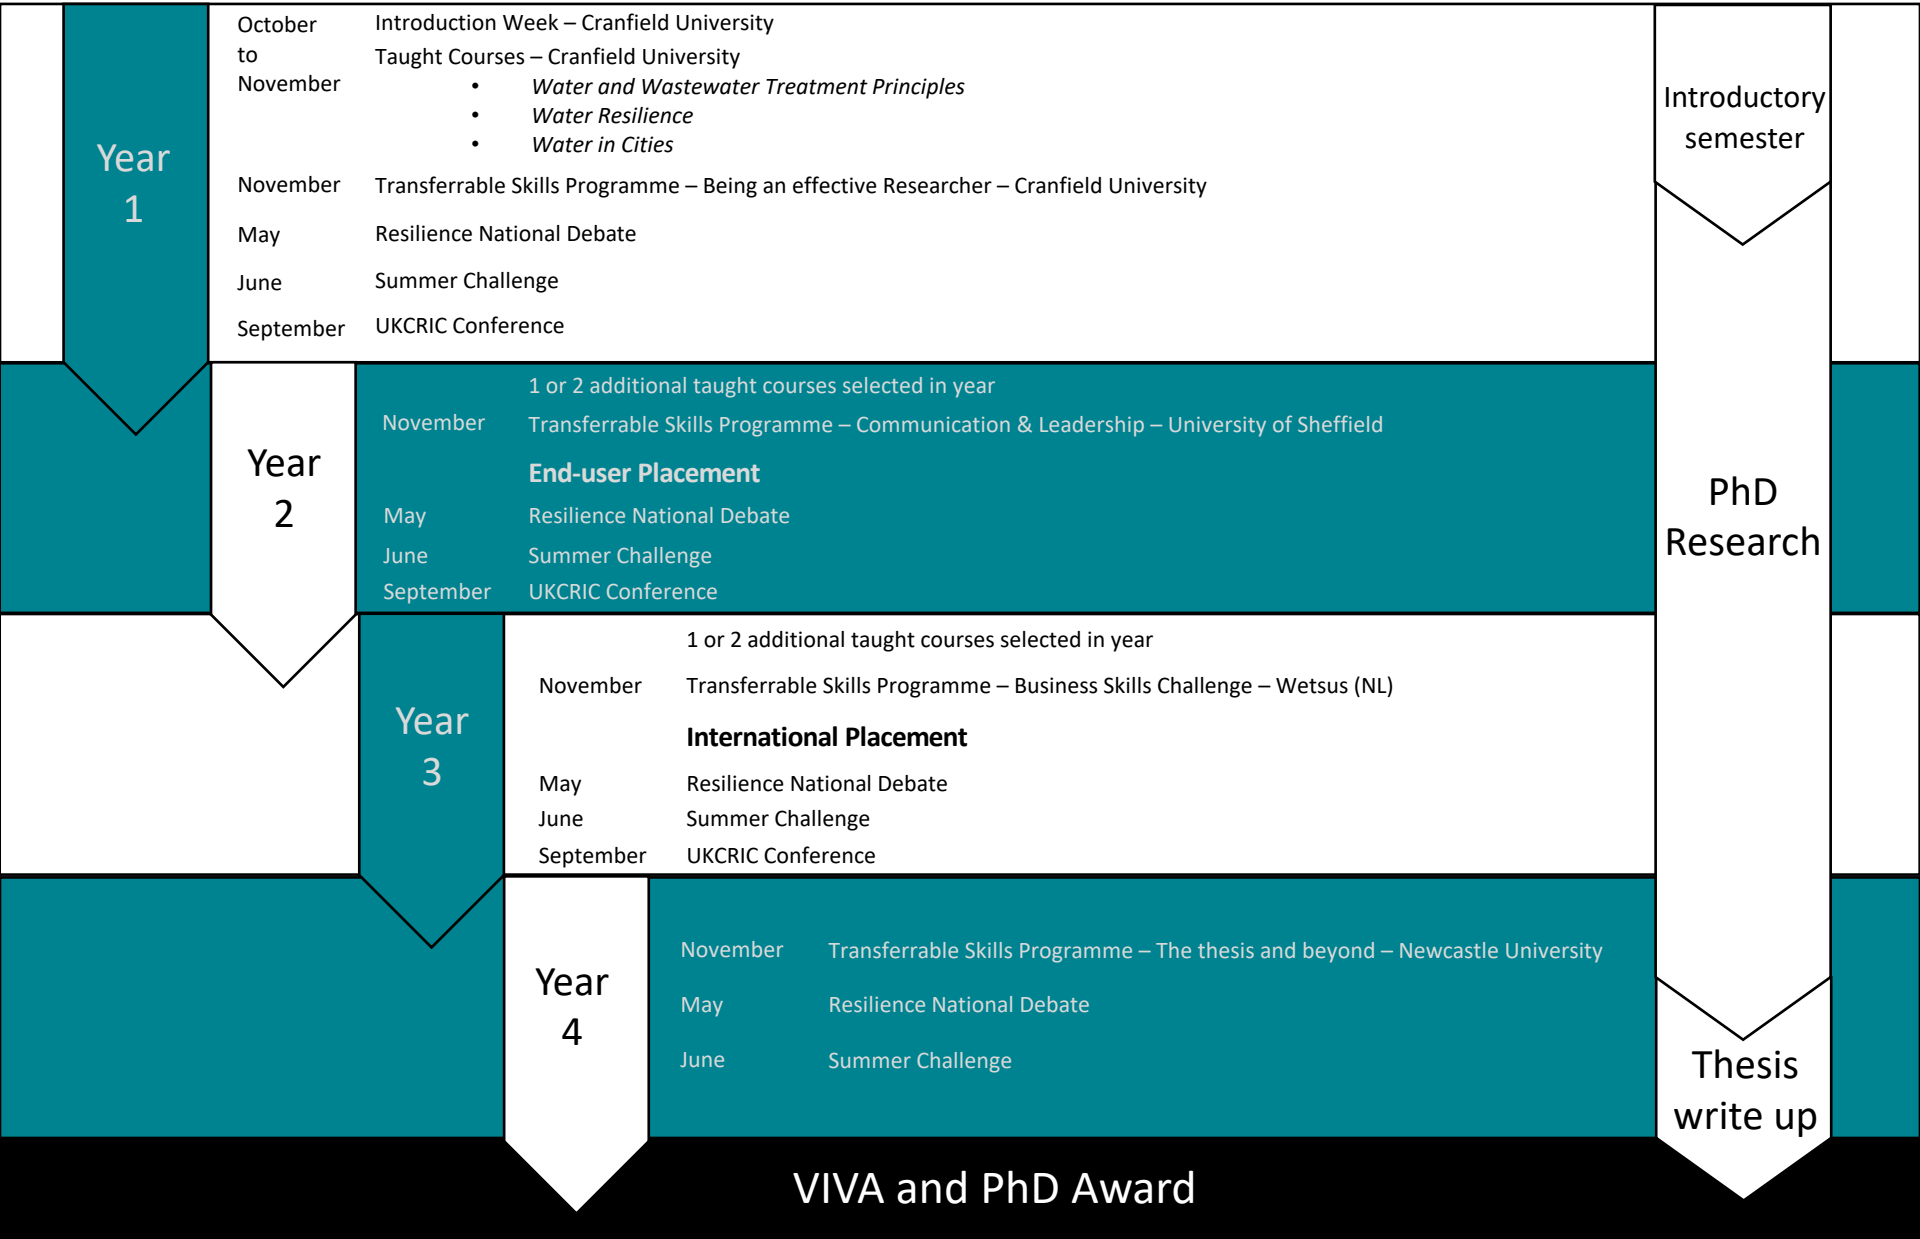 October
to
November
Introduction Week – Cranfield University
Taught Courses – Cranfield University
• Water and Wastewater Treatment Principles
• Water Resilience
• Water in Cities
Year
1
November Transferrable Skills Programme – Being an effective Researcher – Cranfield University
May Resilience National Debate
June Summer Challenge
September UKCRIC Conference
Introductory
semester
1 or 2 additional taught courses selected in year
November Transferrable Skills Programme – Communication & Leadership – University of Sheffield
Year
2
End-user Placement
May Resilience National Debate
June Summer Challenge
September UKCRIC Conference
PhD
Research
1 or 2 additional taught courses selected in year
November Transferrable Skills Programme – Business Skills Challenge – Wetsus (NL)
Year
3
International Placement
May Resilience National Debate
June Summer Challenge
September UKCRIC Conference
Year
4
November Transferrable Skills Programme – The thesis and beyond – Newcastle University
May Resilience National Debate
June Summer Challenge
Thesis
write up
VIVA and PhD Award